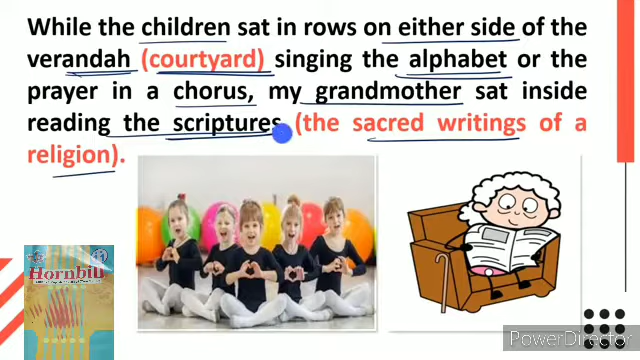 While the children sat in rows on either side of the
verandah (courtyard) singing the alphabet or the
prayer in a chorus, my grandmother sat inside
reading the scriptures (the sacred writings of a
religion).
Hornbill
PowerDirector